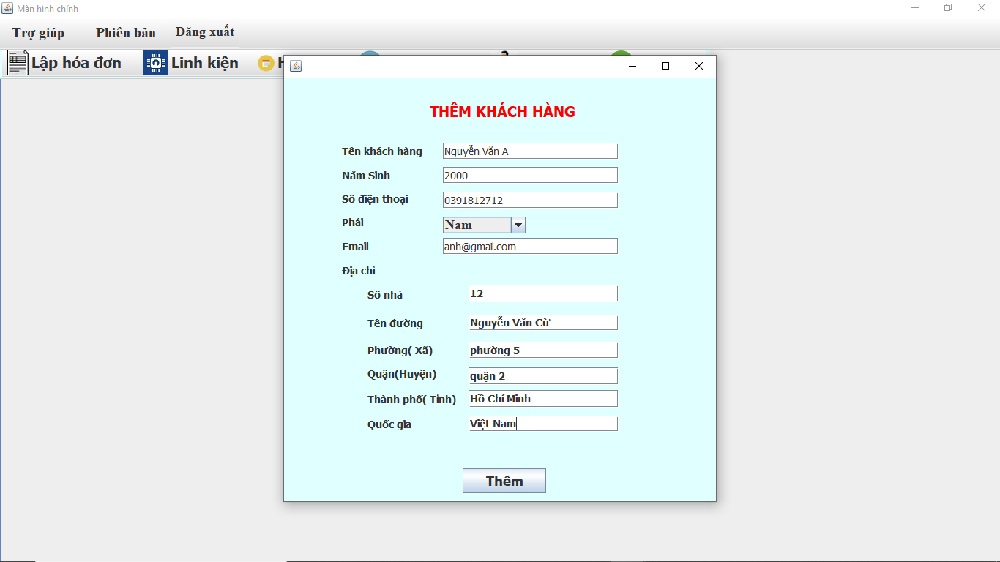 Màn hình chính
Trợ giúp Phiên bản Đăng xuất
Lập hóa đơn Linh kiện
THÊM KHÁCH HÀNG
Tên khách hàng Nguyễn Văn A
Năm Sinh 2000
Số điện thoại 0391812712
Phái Nam
Email anh@gmail.com
Địa chỉ
Số nhà 12
Tên đường Nguyễn Văn Cừ
Phường( Xã) phường 5
Quận(Huyện) quận 2
Thành phố( Tỉnh) Hồ Chí Minh
Quốc gia Việt Nam
Thêm